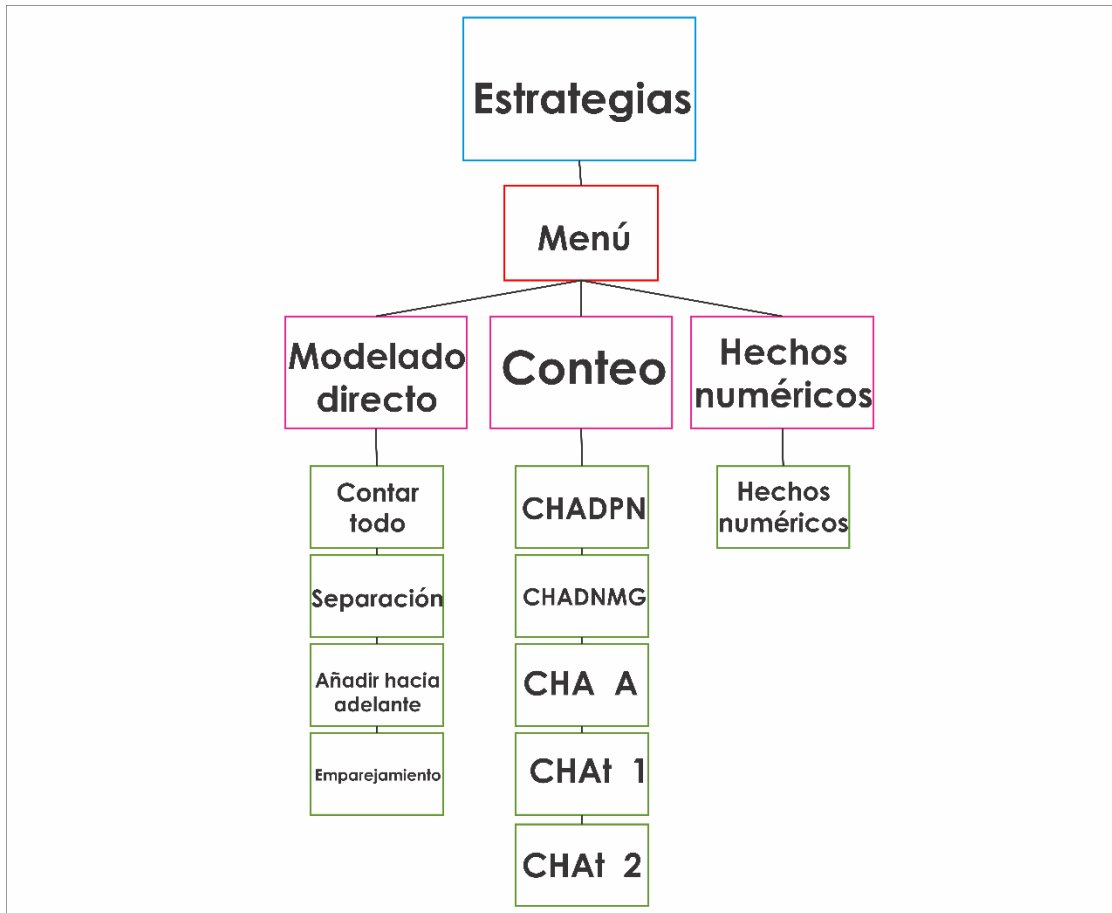 Estrategias
Menú
Modelado
directo
Conteo
Hechos
numéricos
Contar
todo
Separación
Añadir hacia
adelante
Emparejamiento
CHADPN
CHADNMG
CHA A
CHAt 1
CHAt 2
Hechos
numéricos